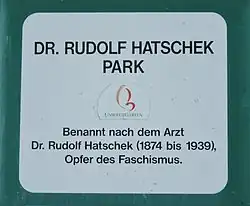 DR. RUDOLF HATSCHEK
PARK
Benannt nach dem Arzt
Dr. Rudolf Hatschek (1874 bis 1939),
Opfer des Faschismus.